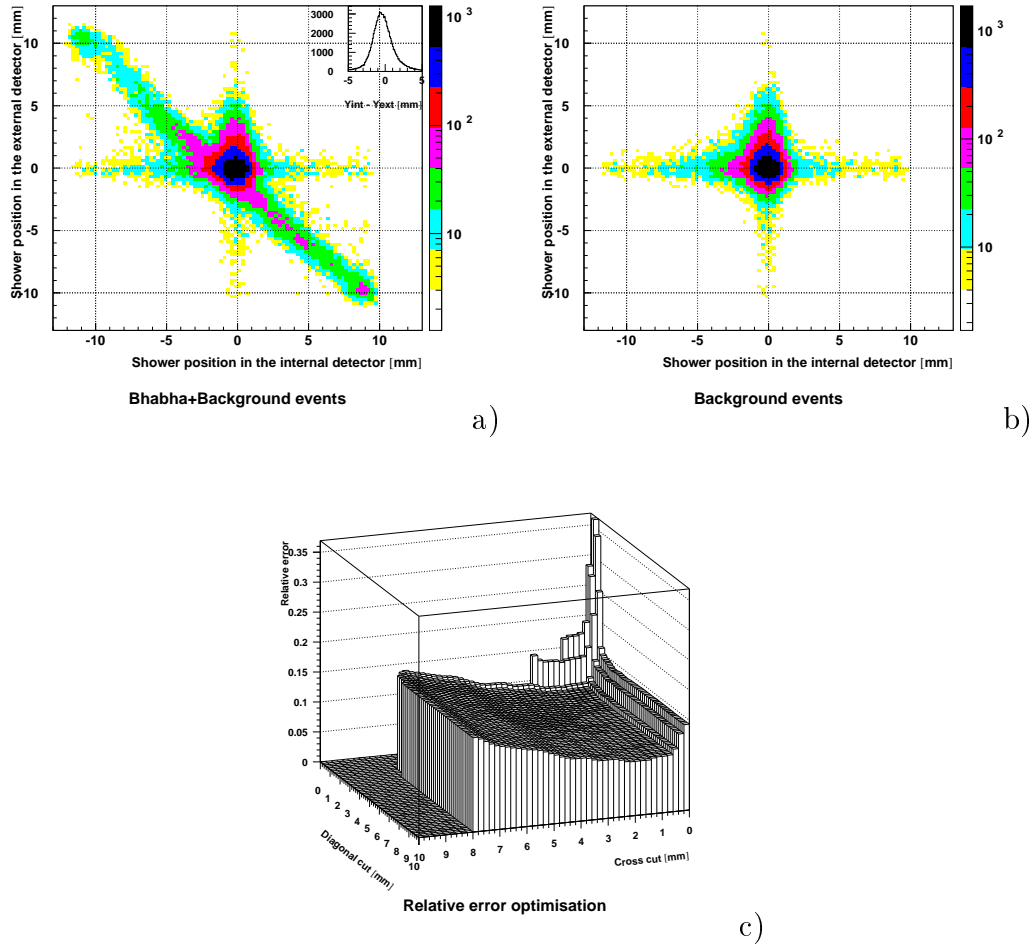 Shower position in the external detector [mm]
10
5
0
-5
-10
-10 -5 0 5 10
Shower position in the internal detector [mm]
3000
2000
1000
0
-5 0 5
Yint - Yext [mm]
10 3
10 2
10
Bhabha+Background events
a)
Shower position in the external detector [mm]
10
5
0
-5
-10
-10 -5 0 5 10
Shower position in the internal detector [mm]
10 3
10 2
10
Background events
b)
Relative error
0.35
0.3
0.25
0.2
0.15
0.1
0.05
0
0 1 2 3 4 5 6 7 8 9 10
Diagonal cut [mm]
10 9 8 7 6 5 4 3 2 1 0
Cross cut [mm]
Relative error optimisation
c)